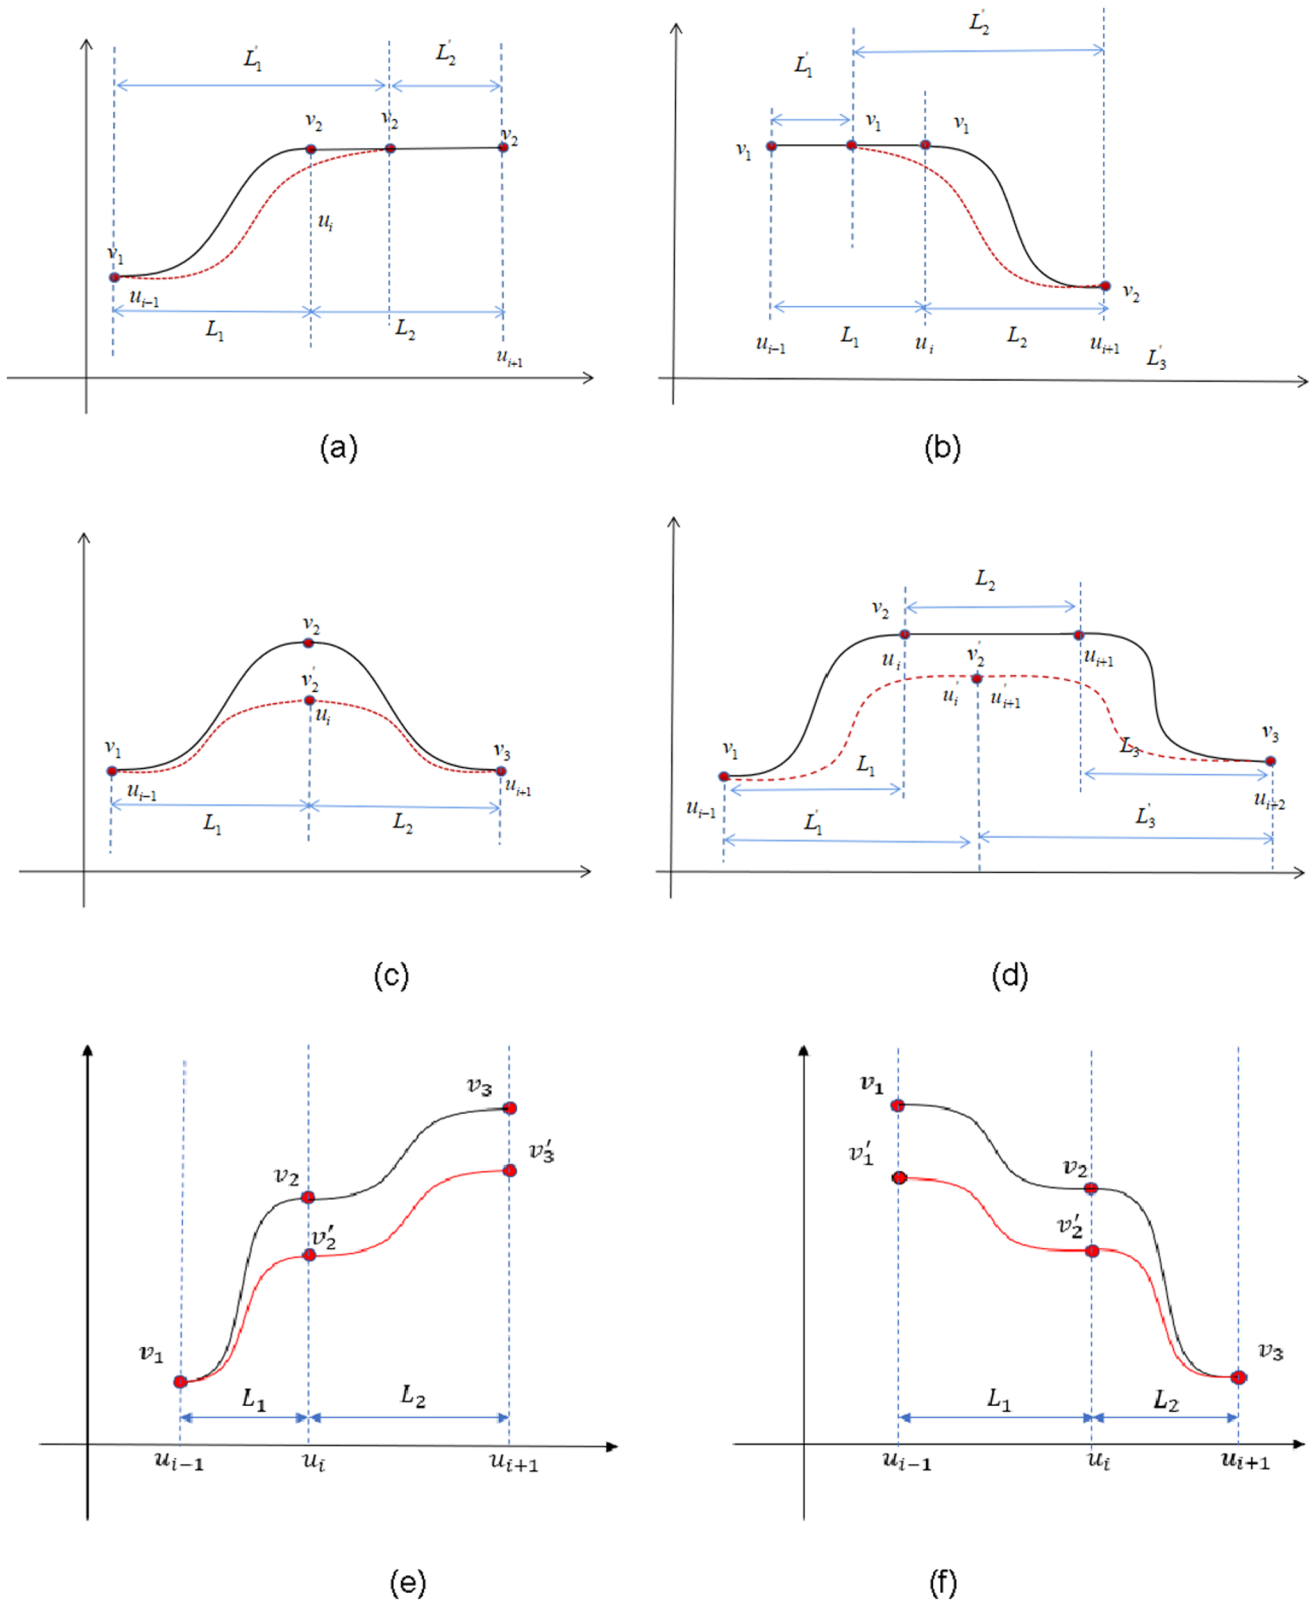 L'₁ L'₂
v₂ v₂ v₂
uᵢ
v₁
uᵢ₋₁
L₁ L₂
uᵢ₊₁
(a)
L'₂
L'₁
v₁ v₁ v₁
v₂
L₁ L₂
uᵢ₋₁ uᵢ uᵢ₊₁
L'₃
(b)
v₂
v'₂
uᵢ
v₁ v₃
uᵢ₋₁ uᵢ₊₁
L₁ L₂
(c)
L₂
v₂
uᵢ v'₂ uᵢ₊₁
u'ᵢ u'ᵢ₊₁
v₁ L₃ v₃
L₁
uᵢ₋₁ uᵢ₊₂
L'₁ L'₃
(d)
v₃
v'₃
v₂
v'₂
v₁
L₁ L₂
uᵢ₋₁ uᵢ uᵢ₊₁
(e)
v₁
v'₁ v₂
v'₂
v₃
L₁ L₂
uᵢ₋₁ uᵢ uᵢ₊₁
(f)